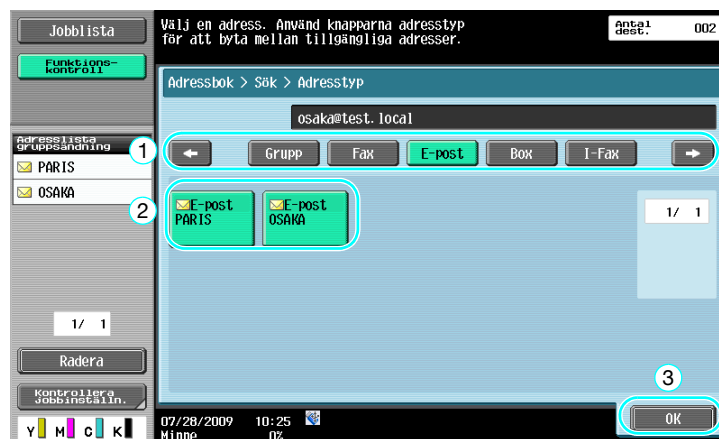 Jobblista
Funktions-
kontroll
Adresslista
gruppsändning
PARIS
OSAKA
1/ 1
Radera
Kontrollera
jobbinställn.
Y M C K
Välj en adress. Använd knapparna adresstyp
för att byta mellan tillgängliga adresser.
Antal
dest.
002
Adressbok > Sök > Adresstyp
osaka@test.local
1
Grupp
Fax
E-post
Box
I-Fax
2
E-post
PARIS
E-post
OSAKA
1/ 1
3
OK
07/28/2009 10:25
Minne 0%